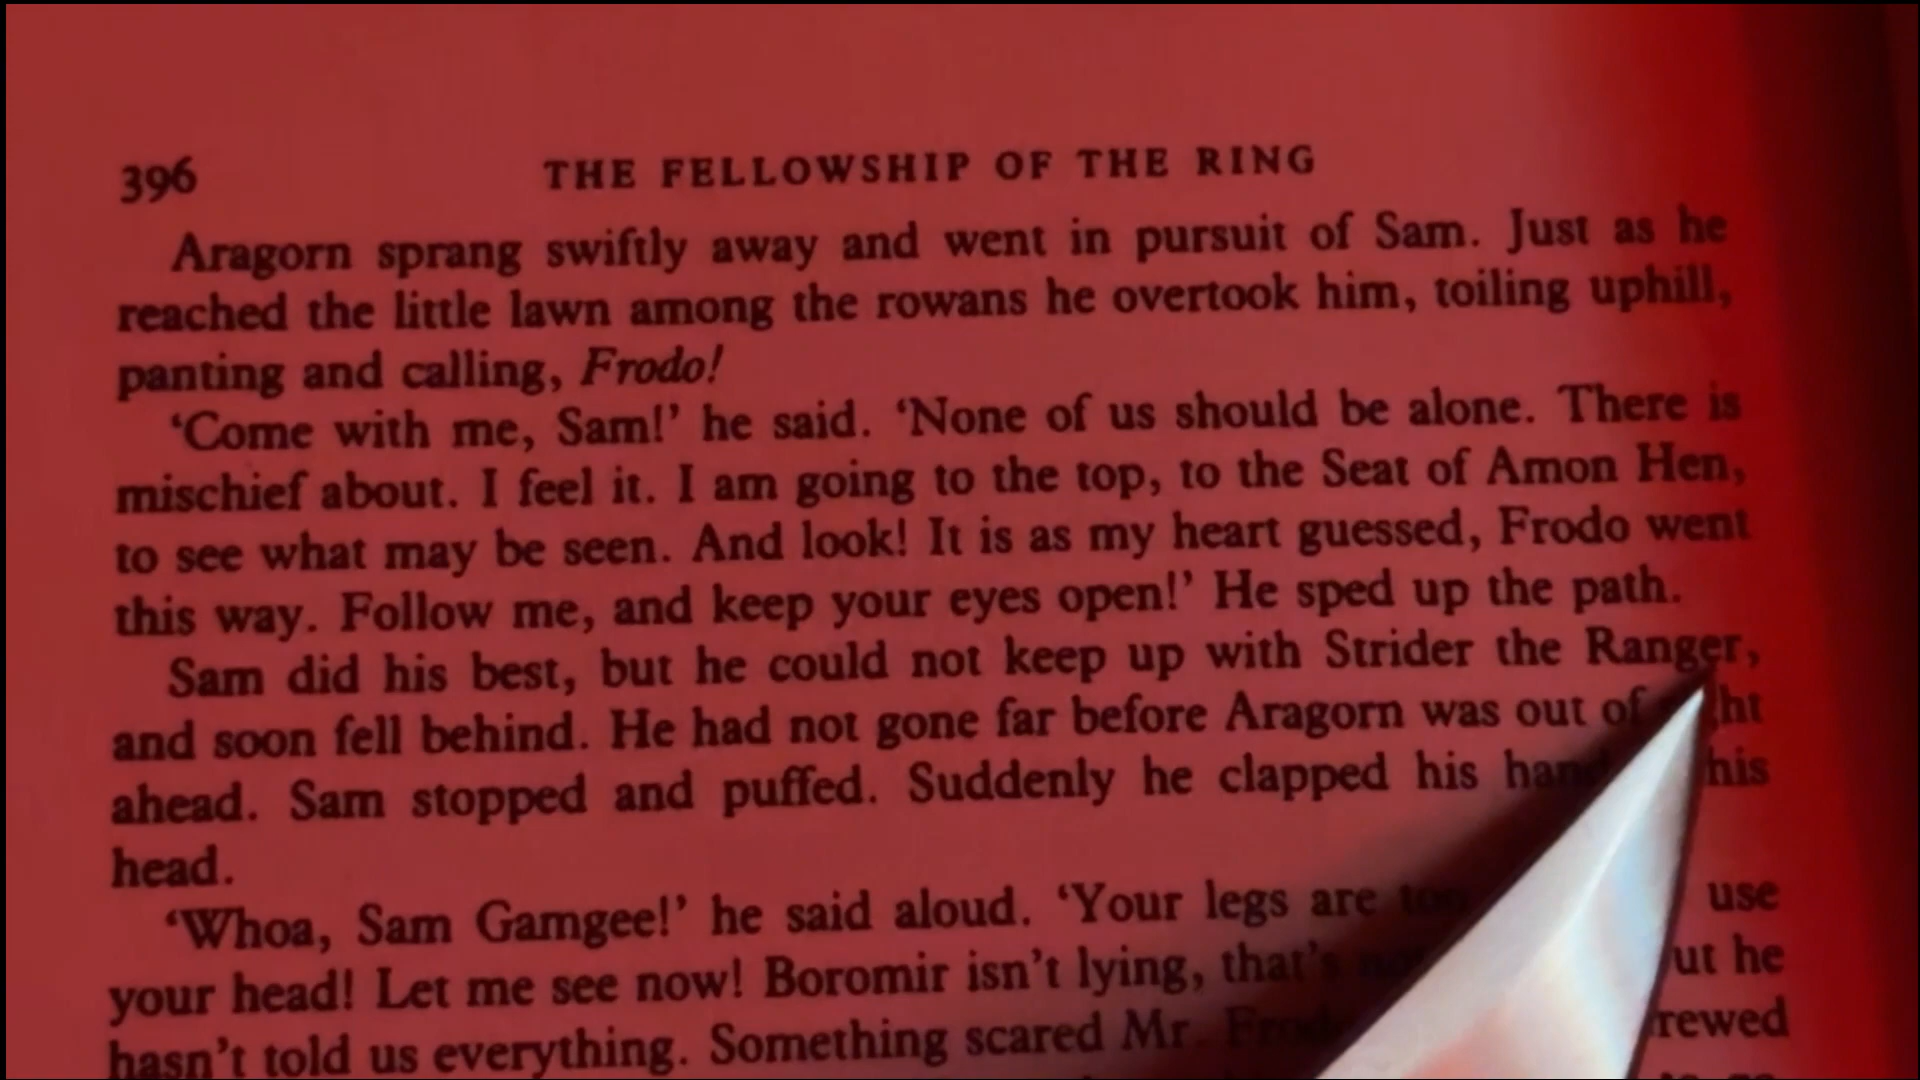 396 THE FELLOWSHIP OF THE RING
Aragorn sprang swiftly away and went in pursuit of Sam. Just as he
reached the little lawn among the rowans he overtook him, toiling uphill,
panting and calling, Frodo!
‘Come with me, Sam!’ he said. ‘None of us should be alone. There is
mischief about. I feel it. I am going to the top, to the Seat of Amon Hen,
to see what may be seen. And look! It is as my heart guessed, Frodo went
this way. Follow me, and keep your eyes open!’ He sped up the path.
Sam did his best, but he could not keep up with Strider the Ranger,
and soon fell behind. He had not gone far before Aragorn was out of
ahead. Sam stopped and puffed. Suddenly he clapped his his
head.
‘Whoa, Sam Gamgee!’ he said aloud. ‘Your legs are too use
your head! Let me see now! Boromir isn’t lying, that’s he
hasn’t told us everything. Something scared Mr.